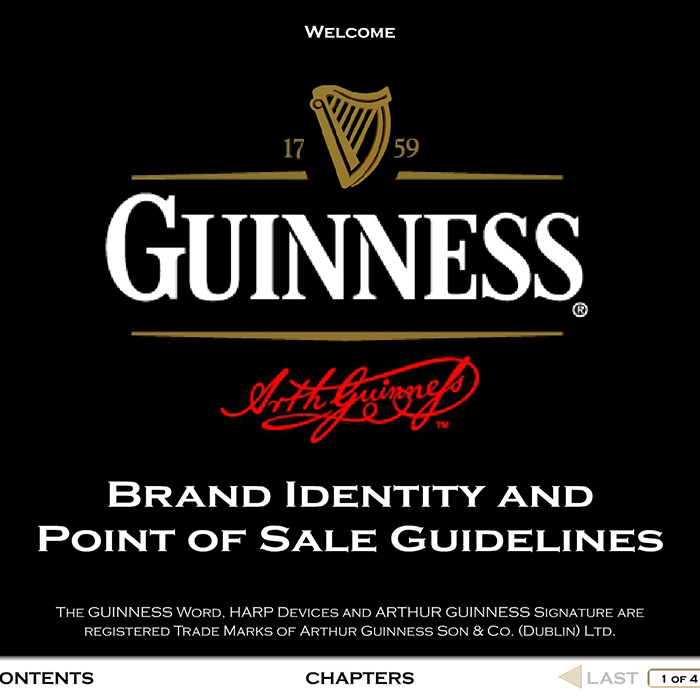 Welcome
17 59
GUINNESS®
Arth Guinness™
Brand Identity and
Point of Sale Guidelines
The GUINNESS Word, HARP Devices and ARTHUR GUINNESS Signature are
registered Trade Marks of Arthur Guinness Son & Co. (Dublin) Ltd.
ONTENTS CHAPTERS LAST 1 OF 4